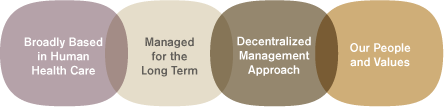 Broadly Based
in Human
Health Care
Managed
for the
Long Term
Decentralized
Management
Approach
Our People
and Values